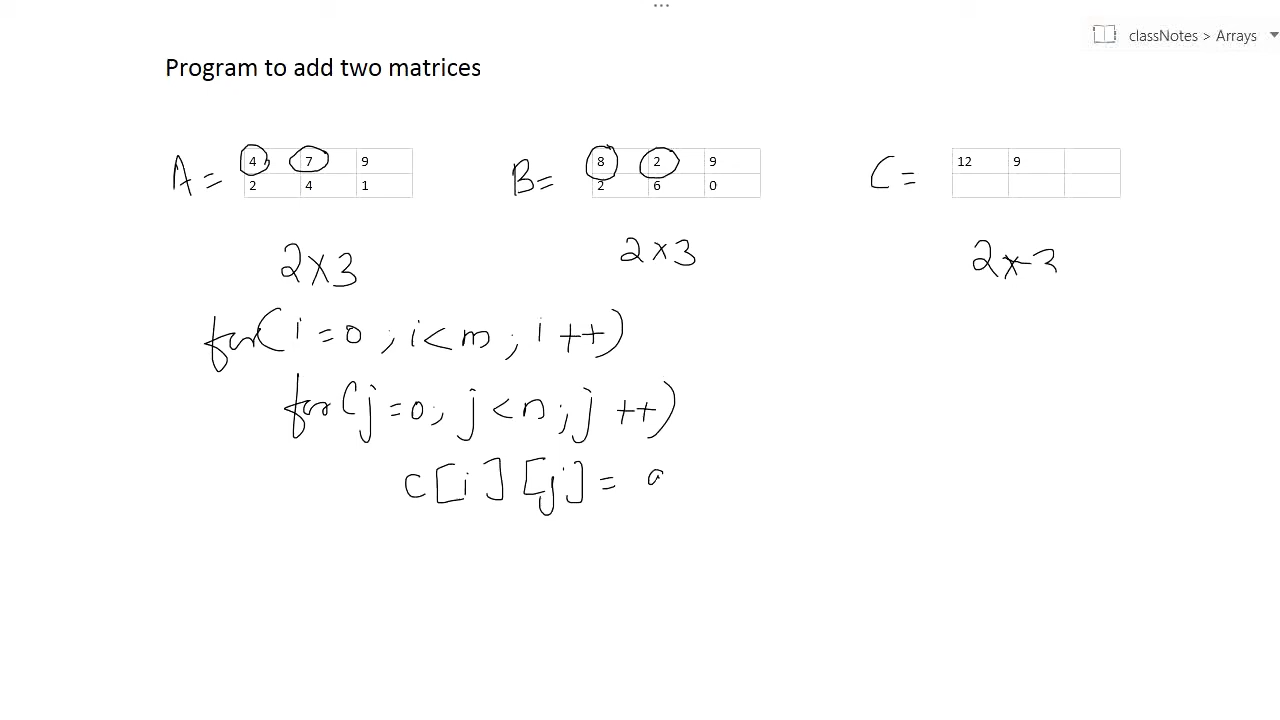 ...
classNotes > Arrays
Program to add two matrices
A = 4 7 9
2 4 1
B = 8 2 9
2 6 0
C = 12 9
2x3
2x3
2x3
for(i=0; i<m; i++)
for(j=0; j<n; j++)
c[i][j]= a